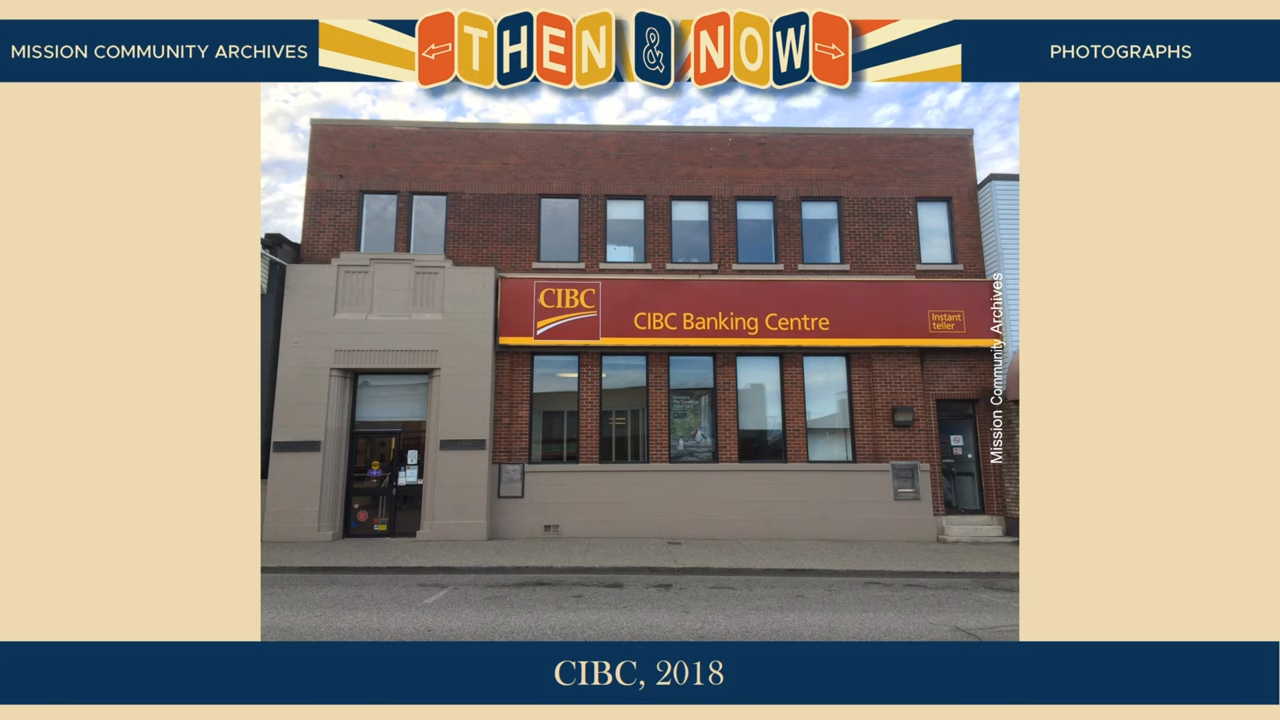 MISSION COMMUNITY ARCHIVES
THEN & NOW
PHOTOGRAPHS
CIBC
CIBC Banking Centre
Instant
teller
Mission Community Archives
CIBC, 2018